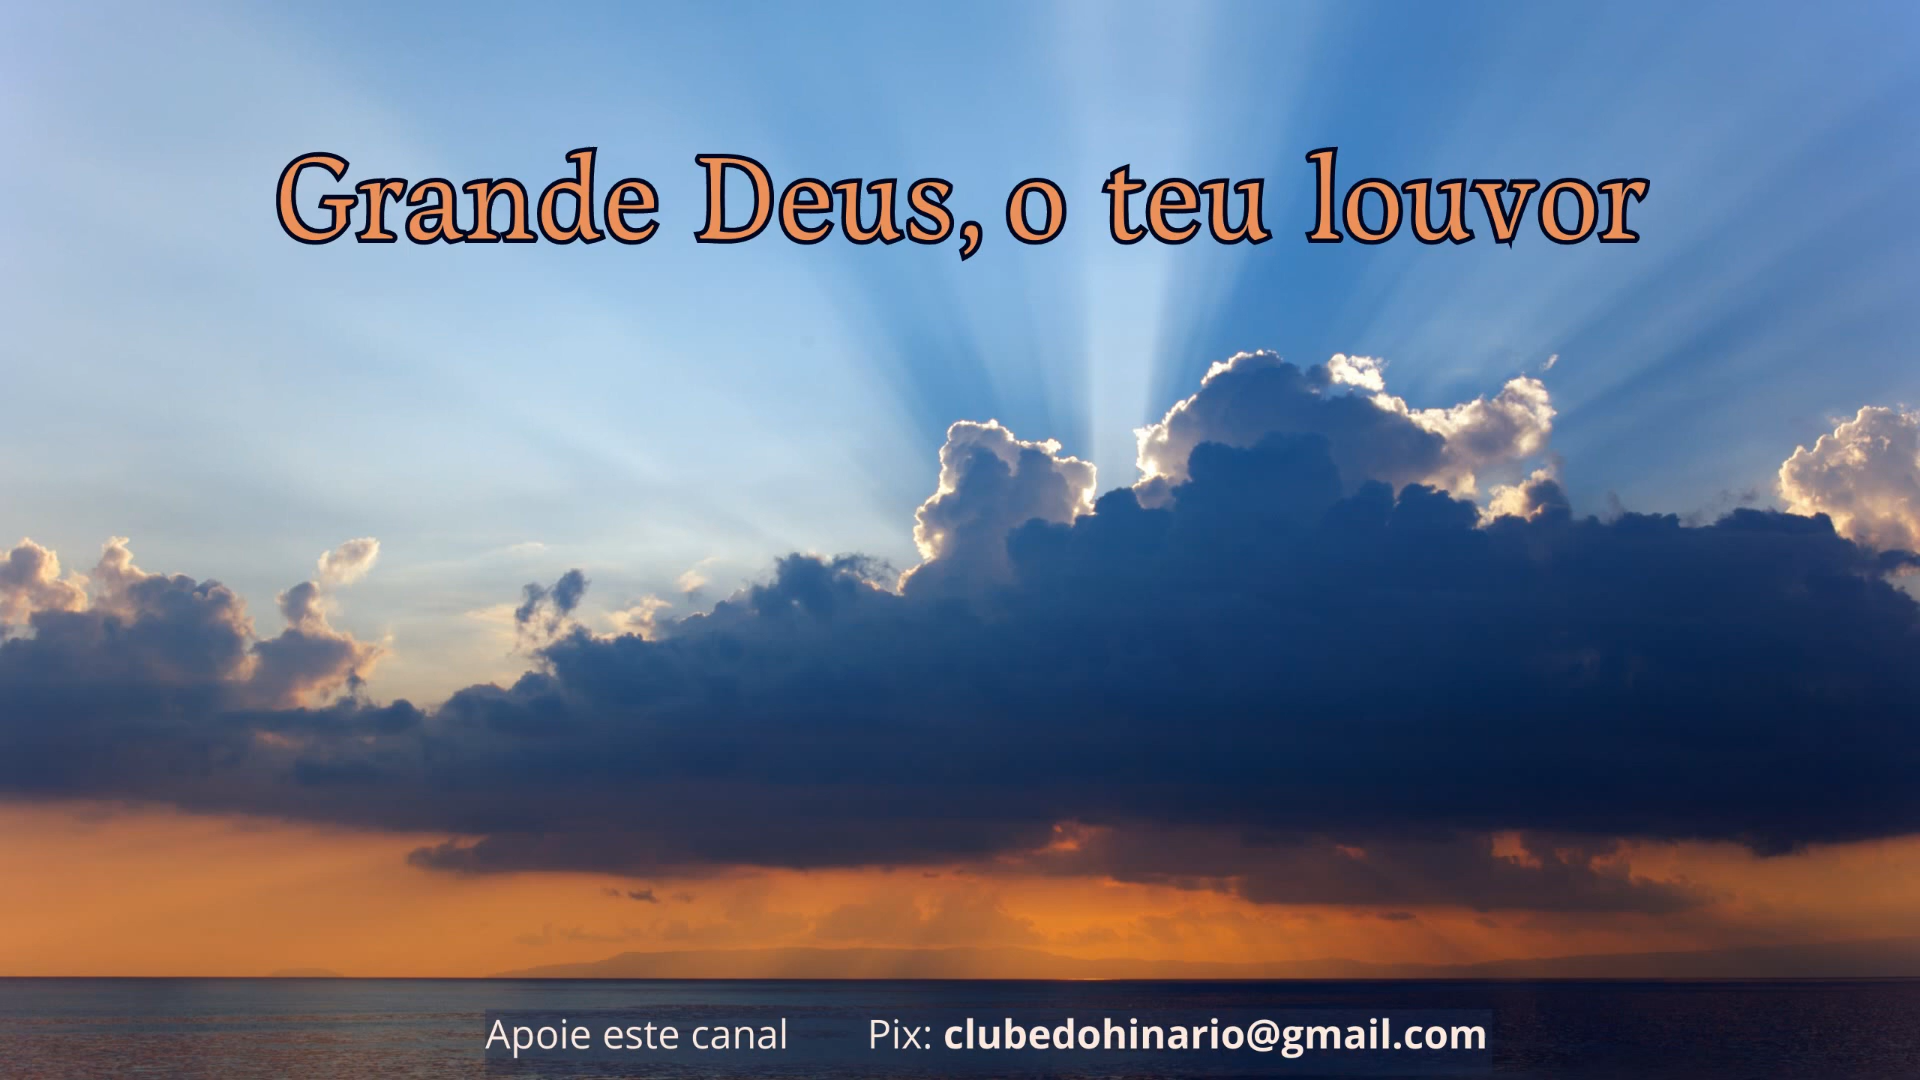 Grande Deus, o teu louvor
Apoie este canal Pix: clubedohinario@gmail.com